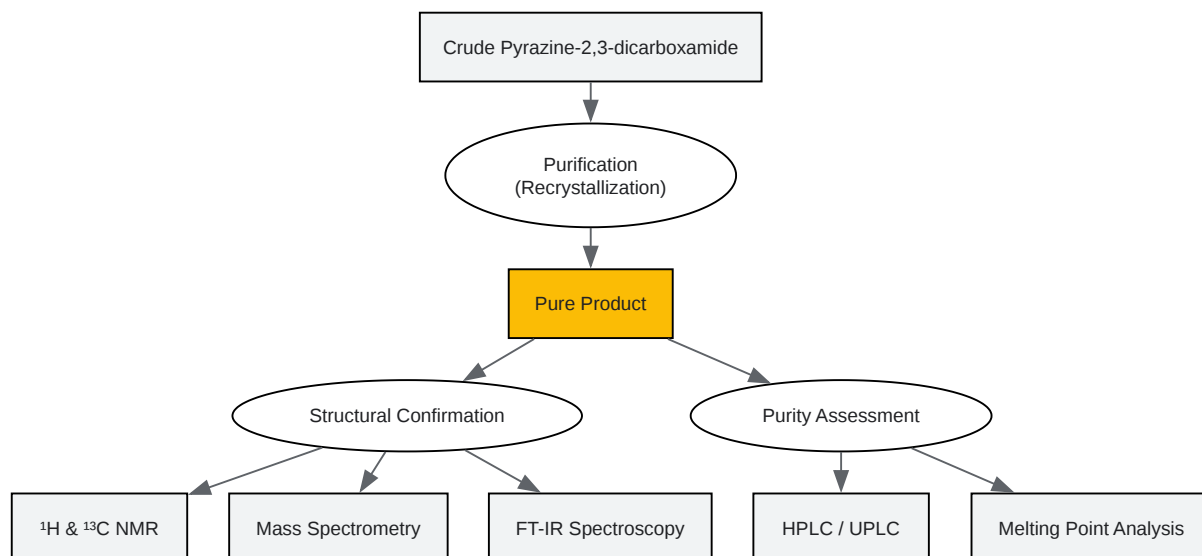 Crude Pyrazine-2,3-dicarboxamide
Purification
(Recrystallization)
Pure Product
Structural Confirmation
Purity Assessment
¹H & ¹³C NMR
Mass Spectrometry
FT-IR Spectroscopy
HPLC / UPLC
Melting Point Analysis